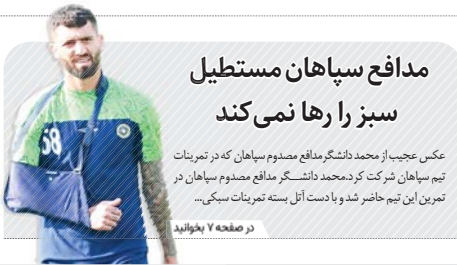 مدافع سپاهان مستطیل
سبز را رها نمی‌کند
عکس عجیب از محمد دانشگر مدافع مصدوم سپاهان که در تمرینات
تیم سپاهان شرکت کرد.محمد دانشگر مدافع مصدوم سپاهان در
تمرین این تیم حاضر شد و با دست آتل بسته تمرینات سبکی...
در صفحه ۷ بخوانید
58